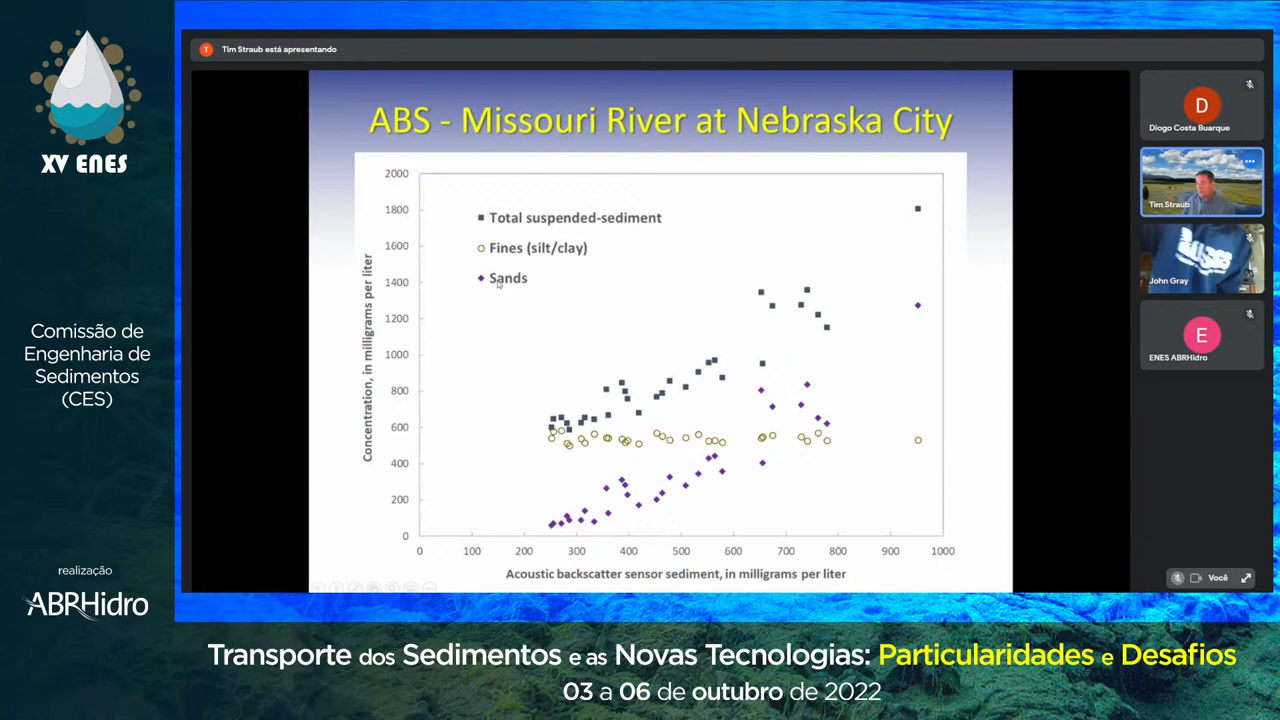 XV ENES
Comissão de
Engenharia de
Sedimentos
(CES)
realização
ABRHidro
T
Tim Straub está apresentando
ABS - Missouri River at Nebraska City
2000
1800
1600
1400
1200
1000
800
600
400
200
0
Concentration, in milligrams per liter
Total suspended-sediment
Fines (silt/clay)
Sands
0
100
200
300
400
500
600
700
800
900
1000
Acoustic backscatter sensor sediment, in milligrams per liter
D
Diogo Costa Buarque
Tim Straub
John Gray
E
ENES ABRHidro
Você
Transporte dos Sedimentos e as Novas Tecnologias: Particularidades e Desafios
03 a 06 de outubro de 2022